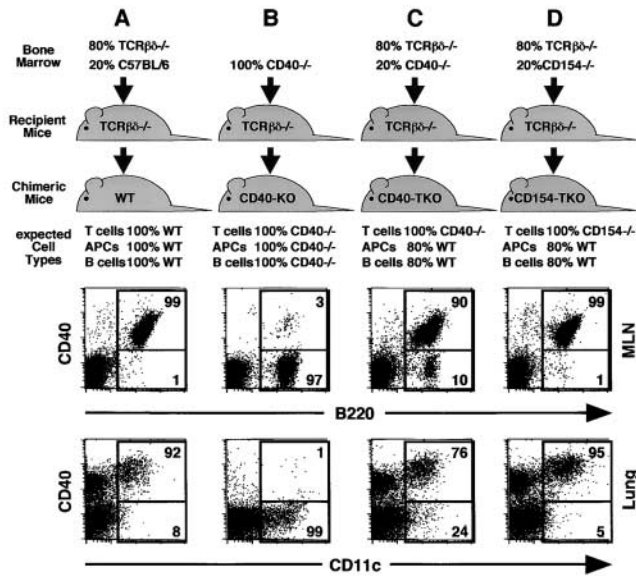 A B C D
Bone Marrow
80% TCRβδ-/-
20% C57BL/6
100% CD40-/-
80% TCRβδ-/-
20% CD40-/-
80% TCRβδ-/-
20%CD154-/-
Recipient Mice
TCRβδ-/- TCRβδ-/- TCRβδ-/- TCRβδ-/-
Chimeric Mice
WT CD40-KO CD40-TKO CD154-TKO
expected Cell Types
T cells 100% WT
APCs 100% WT
B cells 100% WT
T cells 100% CD40-/-
APCs 100% CD40-/-
B cells 100% CD40-/-
T cells 100% CD40-/-
APCs 80% WT
B cells 80% WT
T cells 100% CD154-/-
APCs 80% WT
B cells 80% WT
CD40
99 3 90 99
1 97 10 1
MLN
B220
CD40
92 1 76 95
8 99 24 5
Lung
CD11c